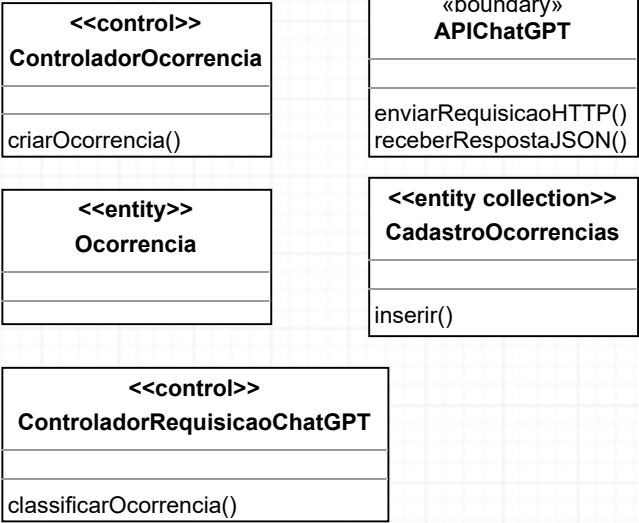 <<control>>
ControladorOcorrencia
criarOcorrencia()
«boundary»
APIChatGPT
enviarRequisicaoHTTP()
receberRespostaJSON()
<<entity>>
Ocorrencia
<<entity collection>>
CadastroOcorrencias
inserir()
<<control>>
ControladorRequisicaoChatGPT
classificarOcorrencia()